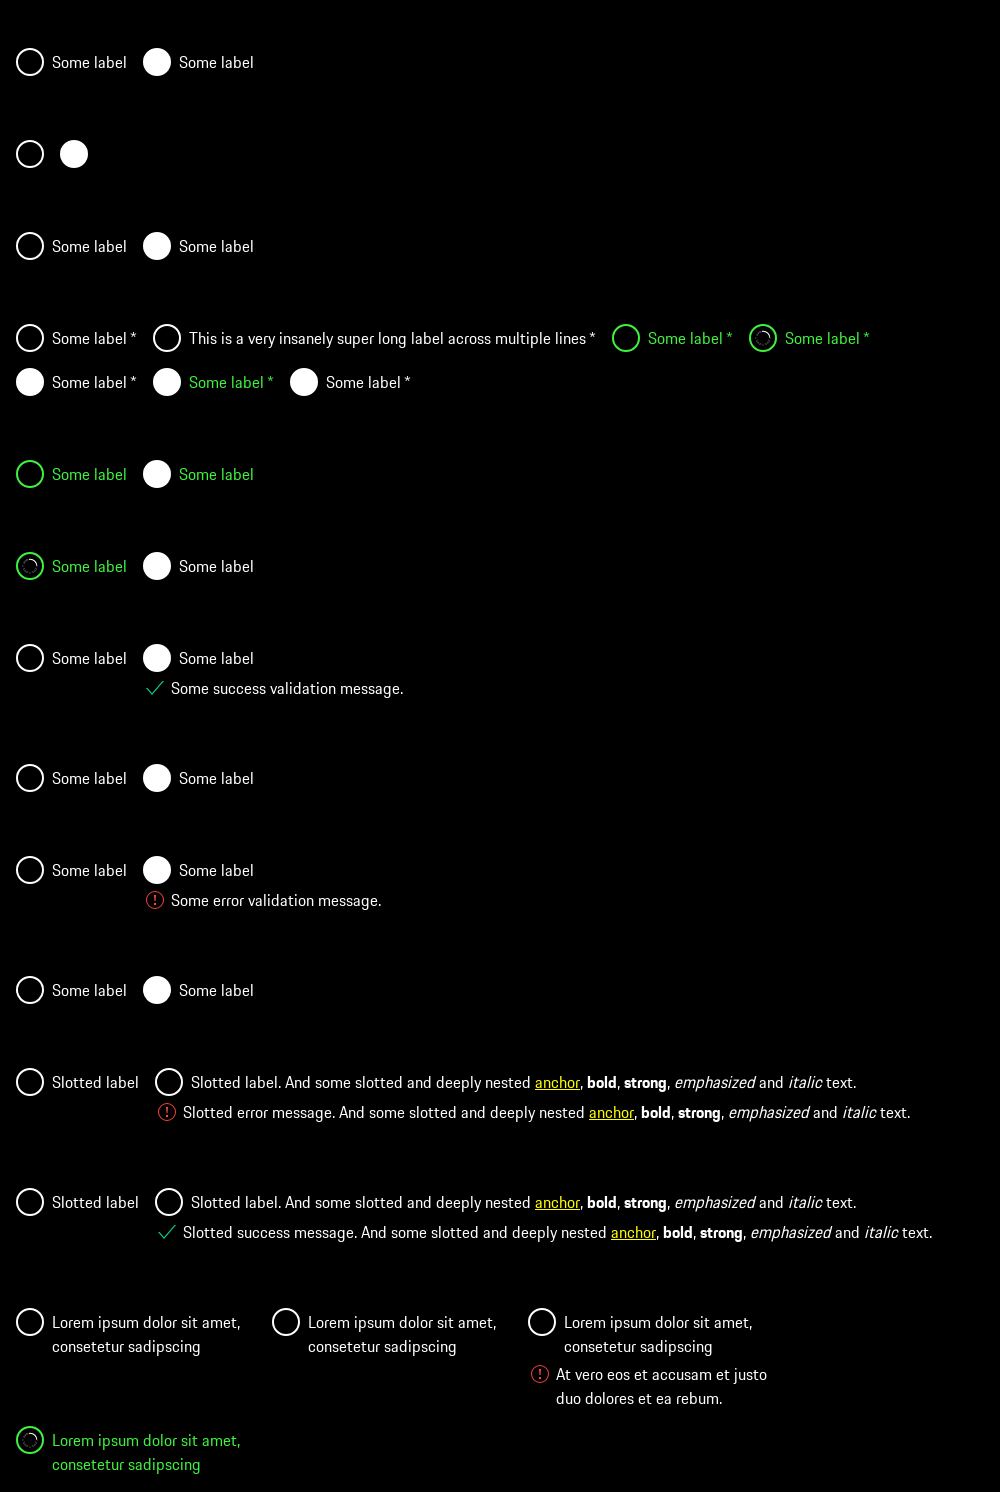 Some label Some label
Some label Some label
Some label * This is a very insanely super long label across multiple lines * Some label * Some label *
Some label * Some label * Some label *
Some label Some label
Some label Some label
Some label Some label
Some success validation message.
Some label Some label
Some label Some label
Some error validation message.
Some label Some label
Slotted label Slotted label. And some slotted and deeply nested anchor, bold, strong, emphasized and italic text.
Slotted error message. And some slotted and deeply nested anchor, bold, strong, emphasized and italic text.
Slotted label Slotted label. And some slotted and deeply nested anchor, bold, strong, emphasized and italic text.
Slotted success message. And some slotted and deeply nested anchor, bold, strong, emphasized and italic text.
Lorem ipsum dolor sit amet,
consetetur sadipscing
Lorem ipsum dolor sit amet,
consetetur sadipscing
Lorem ipsum dolor sit amet,
consetetur sadipscing
At vero eos et accusam et justo
duo dolores et ea rebum.
Lorem ipsum dolor sit amet,
consetetur sadipscing